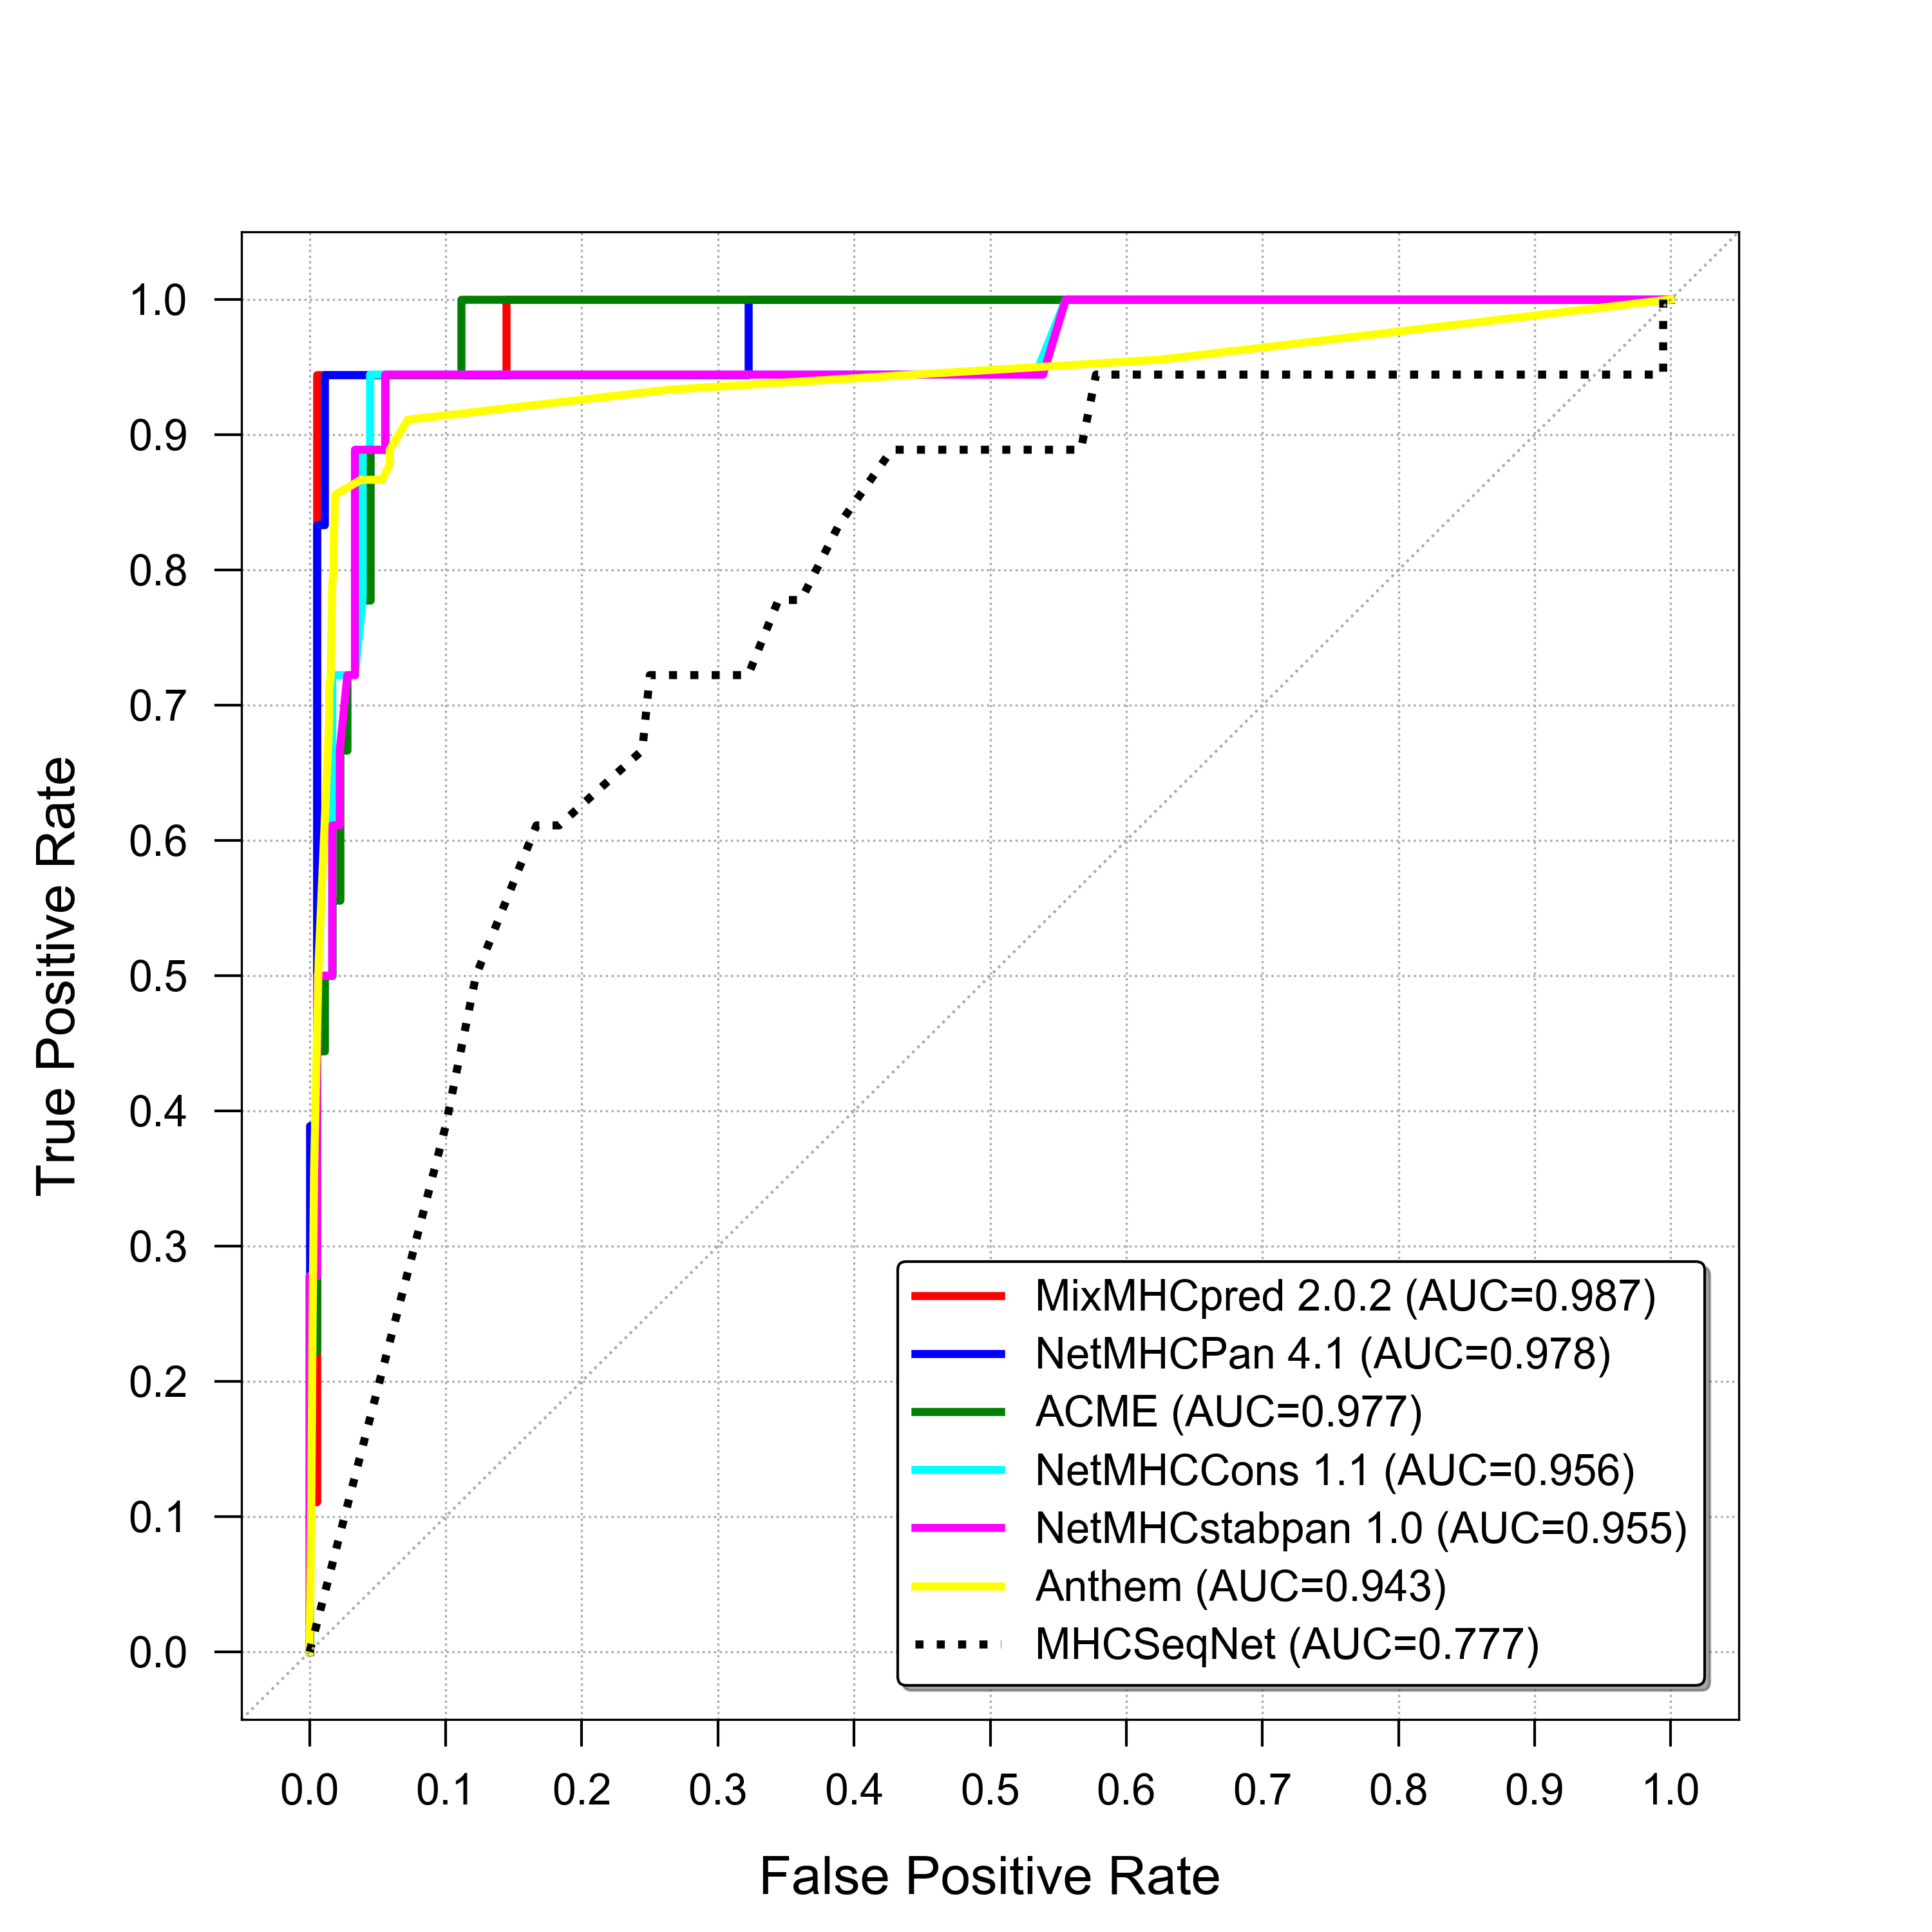 True Positive Rate
1.0
0.9
0.8
0.7
0.6
0.5
0.4
0.3
0.2
0.1
0.0
MixMHCpred 2.0.2 (AUC=0.987)
NetMHCPan 4.1 (AUC=0.978)
ACME (AUC=0.977)
NetMHCCons 1.1 (AUC=0.956)
NetMHCstabpan 1.0 (AUC=0.955)
Anthem (AUC=0.943)
MHCSeqNet (AUC=0.777)
0.0 0.1 0.2 0.3 0.4 0.5 0.6 0.7 0.8 0.9 1.0
False Positive Rate